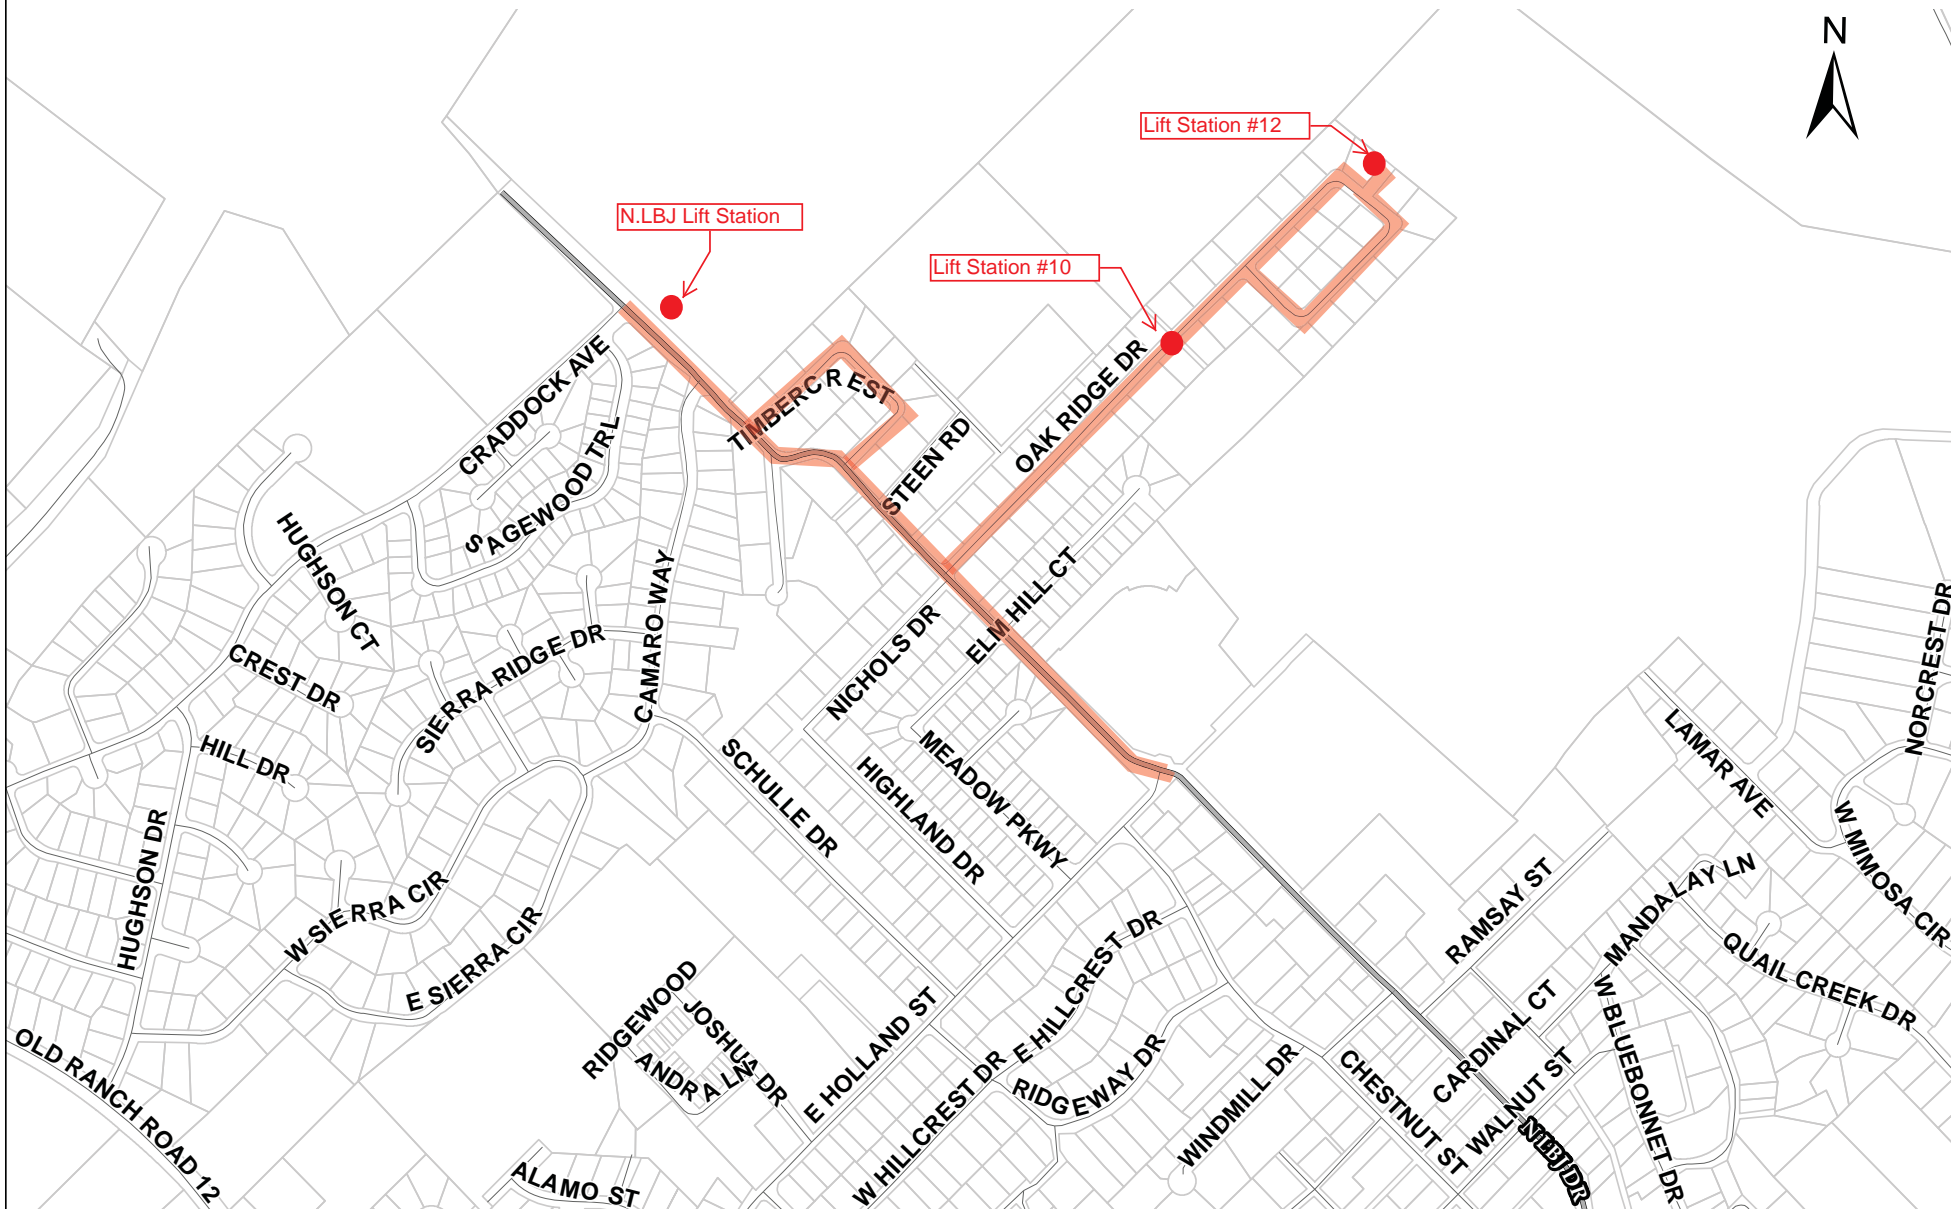 N
Lift Station #12
N.LBJ Lift Station
Lift Station #10
CRADDOCK AVE
TIMBERCREST
OAK RIDGE DR
STEEN RD
SAGEWOOD TRL
HUGHSON CT
CAMARO WAY
ELM HILL CT
NICHOLS DR
CREST DR
SIERRA RIDGE DR
NORCREST DR
HILL DR
SCHULLE DR
MEADOW PKWY
HIGHLAND DR
LAMAR AVE
HUGHSON DR
W MIMOSA CIR
W SIERRA CIR
E SIERRA CIR
RAMSAY ST
MANDALAY LN
QUAIL CREEK DR
E HILLCREST DR
RIDGEWOOD
JOSHUA DR
ANDRA LN
E HOLLAND ST
CARDINAL CT
W BLUEBONNET DR
OLD RANCH ROAD 12
W HILLCREST DR
RIDGEWAY DR
WINDMILL DR
CHESTNUT ST
WALNUT ST
N LBJ DR
ALAMO ST